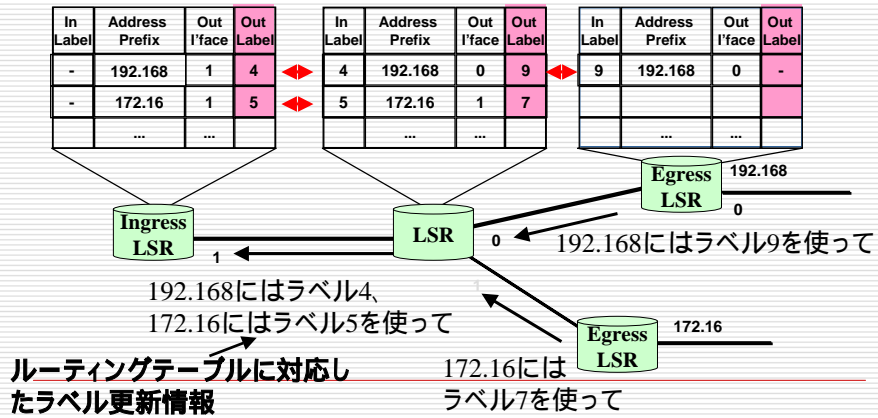 In Label Address Prefix Out I'face Out Label
- 192.168 1 4
- 172.16 1 5
... ...
In Label Address Prefix Out I'face Out Label
4 192.168 0 9
5 172.16 1 7
... ...
In Label Address Prefix Out I'face Out Label
9 192.168 0 -
... ...
Egress LSR
192.168
0
Ingress LSR
1
LSR
0
192.168にはラベル9を使って
192.168にはラベル4、
172.16にはラベル5を使って
1
Egress LSR
172.16
ルーティングテーブルに対応し
たラベル更新情報
172.16には
ラベル7を使って